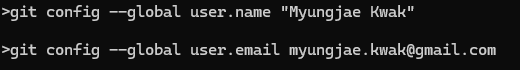 >git config --global user.name "Myungjae Kwak"
>git config --global user.email myungjae.kwak@gmail.com